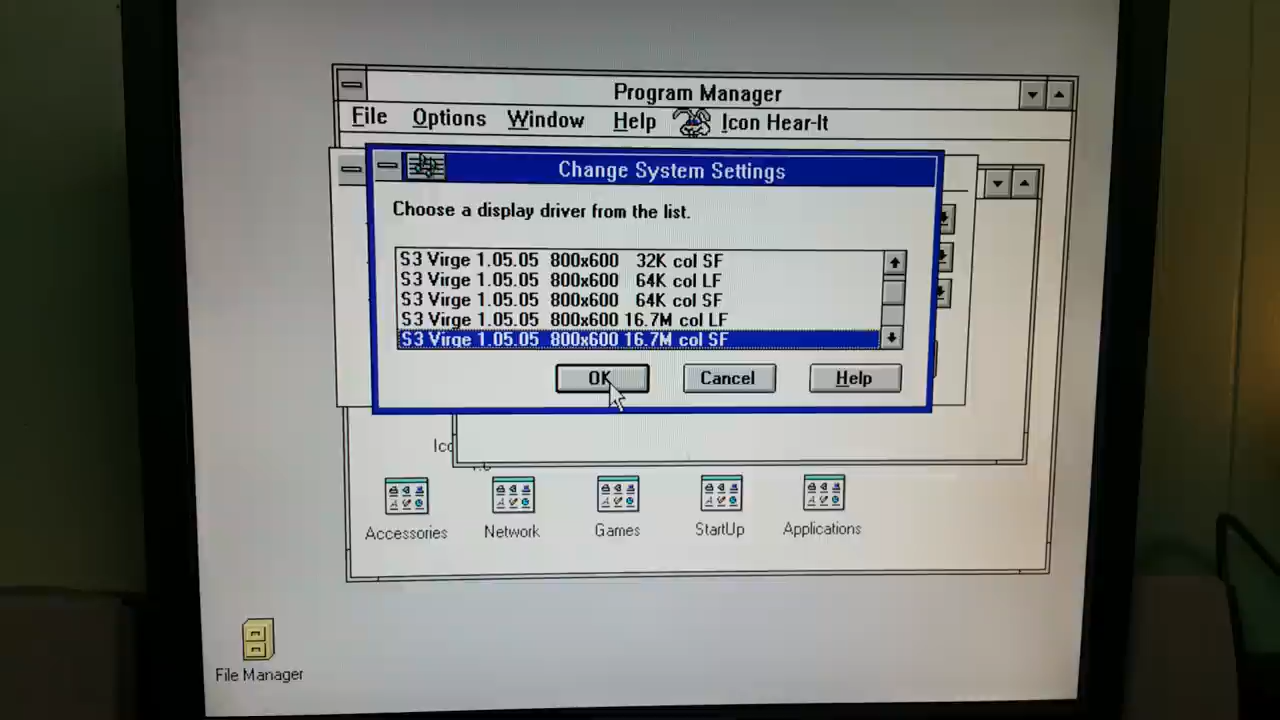 Program Manager
File Options Window Help Icon Hear-It
Change System Settings
Choose a display driver from the list.
S3 Virge 1.05.05 800x600 32K col SF
S3 Virge 1.05.05 800x600 64K col LF
S3 Virge 1.05.05 800x600 64K col SF
S3 Virge 1.05.05 800x600 16.7M col LF
S3 Virge 1.05.05 800x600 16.7M col SF
OK Cancel Help
Accessories Network Games StartUp Applications
File Manager